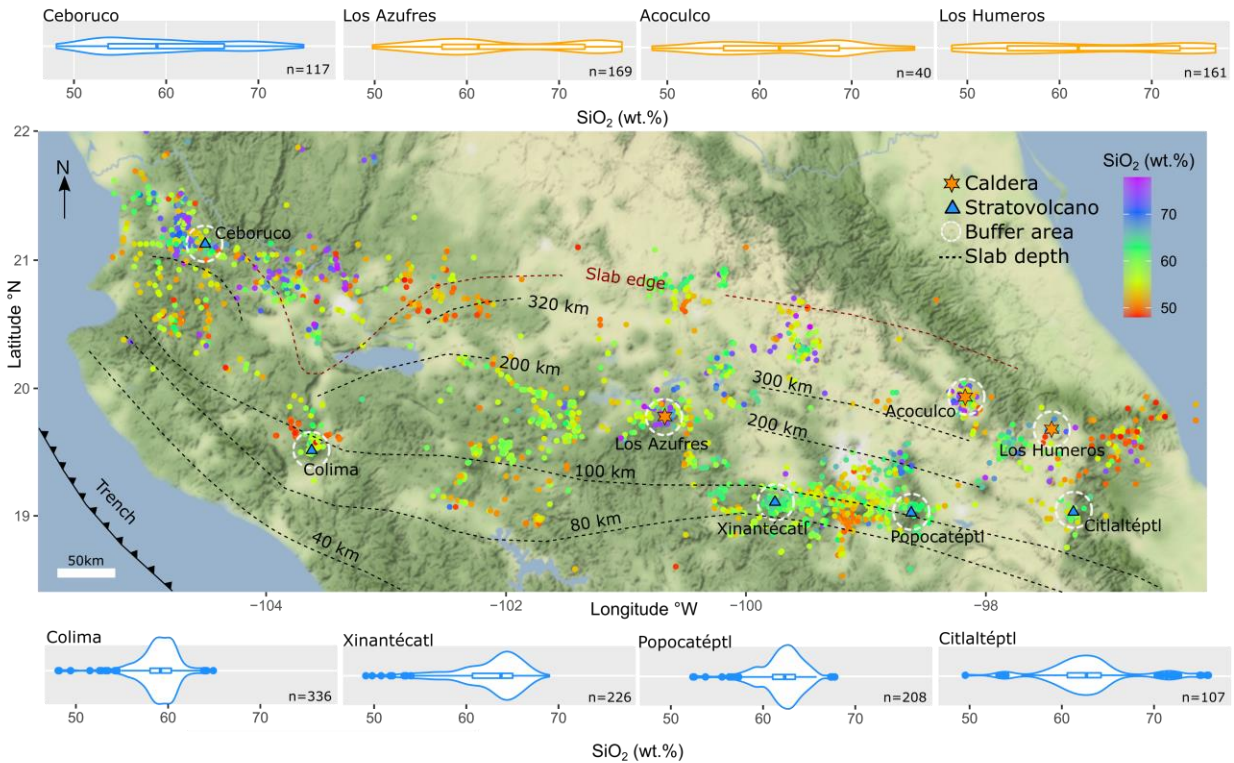 Ceboruco
Los Azufres
Acoculco
Los Humeros
n=117
n=169
n=40
n=161
50 60 70
50 60 70
50 60 70
50 60 70
SiO2 (wt.%)
22
N
SiO2 (wt.%)
Caldera
Stratovolcano
70
Buffer area
Slab depth
60
50
Ceboruco
21
Slab edge
320 km
Latitude °N
200 km
20
300 km
Acoculco
200 km
Los Azufres
Los Humeros
Colima
100 km
Trench
19
80 km
Xinantécatl
Popocatéptl
Citlaltéptl
40 km
50km
−104
−102
−100
−98
Longitude °W
Colima
Xinantécatl
Popocatéptl
Citlaltéptl
n=336
n=226
n=208
n=107
50 60 70
50 60 70
60 70
50 60 70
SiO2 (wt.%)